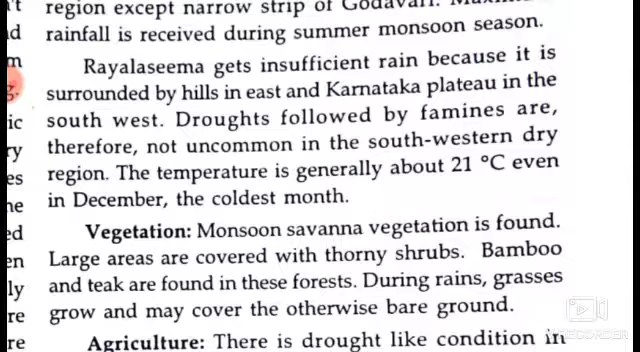 region except narrow strip of Godavari.
rainfall is received during summer monsoon season.
Rayalaseema gets insufficient rain because it is
surrounded by hills in east and Karnataka plateau in the
south west. Droughts followed by famines are,
therefore, not uncommon in the south-western dry
region. The temperature is generally about 21 °C even
in December, the coldest month.
Vegetation: Monsoon savanna vegetation is found.
Large areas are covered with thorny shrubs. Bamboo
and teak are found in these forests. During rains, grasses
grow and may cover the otherwise bare ground.
Agriculture: There is drought like condition in